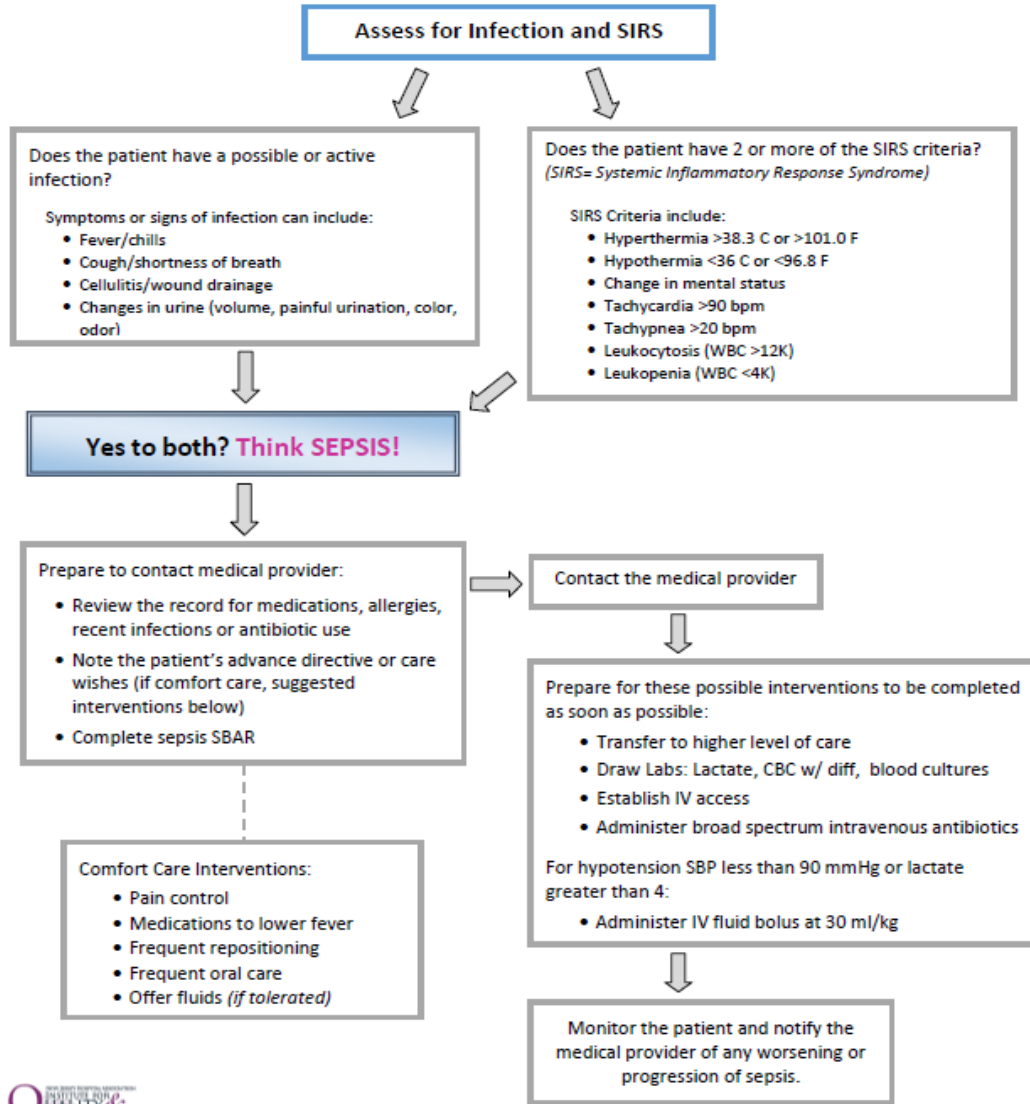 Assess for Infection and SIRS
Does the patient have a possible or active
infection?
Symptoms or signs of infection can include:
• Fever/chills
• Cough/shortness of breath
• Cellulitis/wound drainage
• Changes in urine (volume, painful urination, color,
odor)
Does the patient have 2 or more of the SIRS criteria?
(SIRS= Systemic Inflammatory Response Syndrome)
SIRS Criteria include:
• Hyperthermia >38.3 C or >101.0 F
• Hypothermia <36 C or <96.8 F
• Change in mental status
• Tachycardia >90 bpm
• Tachypnea >20 bpm
• Leukocytosis (WBC >12K)
• Leukopenia (WBC <4K)
Yes to both? Think SEPSIS!
Prepare to contact medical provider:
• Review the record for medications, allergies,
recent infections or antibiotic use
• Note the patient's advance directive or care
wishes (if comfort care, suggested
interventions below)
• Complete sepsis SBAR
Contact the medical provider
Prepare for these possible interventions to be completed
as soon as possible:
• Transfer to higher level of care
• Draw Labs: Lactate, CBC w/ diff,  blood cultures
• Establish IV access
• Administer broad spectrum intravenous antibiotics
For hypotension SBP less than 90 mmHg or lactate
greater than 4:
• Administer IV fluid bolus at 30 ml/kg
Comfort Care Interventions:
• Pain control
• Medications to lower fever
• Frequent repositioning
• Frequent oral care
• Offer fluids (if tolerated)
Monitor the patient and notify the
medical provider of any worsening or
progression of sepsis.
NEW JERSEY HOSPITAL ASSOCIATION
INSTITUTE FOR